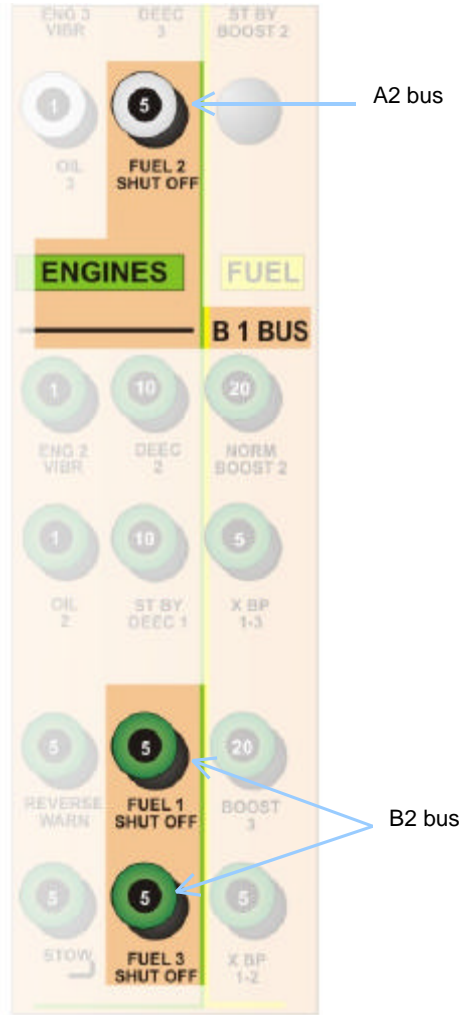 ENG 3 DEEC ST BY
VIBR 3 BOOST 2
1 5
A2 bus
OIL FUEL 2
3 SHUT OFF
ENGINES FUEL
B 1 BUS
1 10 20
ENG 2 DEEC NORM
VIBR 2 BOOST 2
1 10 5
OIL ST BY X BP
2 DEEC 1 1-3
5 5 20
REVERSE FUEL 1 BOOST
WARN SHUT OFF 3
B2 bus
5 5 5
STOW FUEL 3 X BP
SHUT OFF 1-2